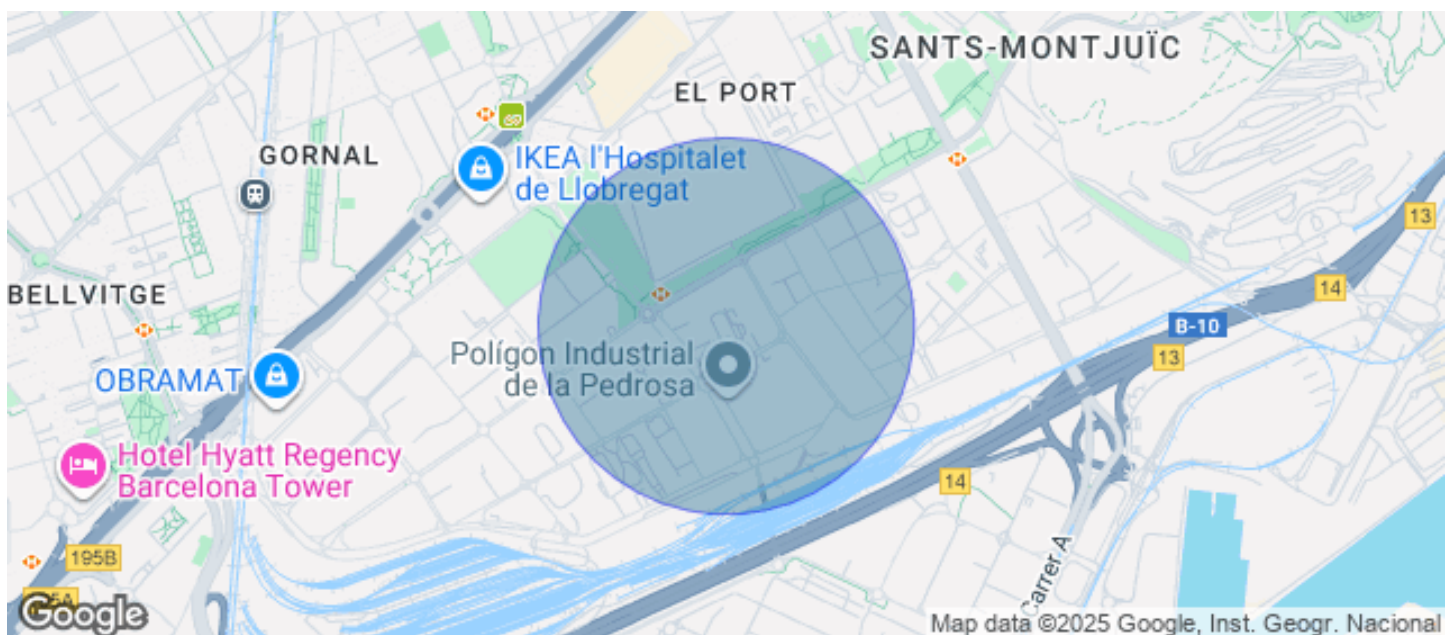 SANTS-MONTJUÏC
EL PORT
GORNAL
IKEA l'Hospitalet
de Llobregat
13
BELLVITGE
14
B-10
13
Polígon Industrial
de la Pedrosa
OBRAMAT
Hotel Hyatt Regency
Barcelona Tower
14
195B
Carrer A
Google
Map data ©2025 Google, Inst. Geogr. Nacional